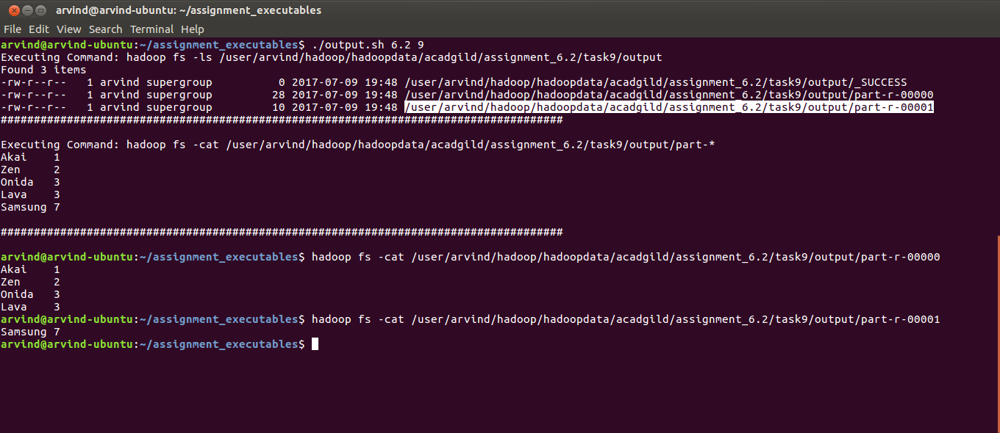 arvind@arvind-ubuntu: ~/assignment_executables
File Edit View Search Terminal Help
arvind@arvind-ubuntu:~/assignment_executables$ ./output.sh 6.2 9
Executing Command: hadoop fs -ls /user/arvind/hadoop/hadoopdata/acadgild/assignment_6.2/task9/output
Found 3 items
-rw-r--r--   1 arvind supergroup          0 2017-07-09 19:48 /user/arvind/hadoop/hadoopdata/acadgild/assignment_6.2/task9/output/_SUCCESS
-rw-r--r--   1 arvind supergroup         28 2017-07-09 19:48 /user/arvind/hadoop/hadoopdata/acadgild/assignment_6.2/task9/output/part-r-00000
-rw-r--r--   1 arvind supergroup         10 2017-07-09 19:48 /user/arvind/hadoop/hadoopdata/acadgild/assignment_6.2/task9/output/part-r-00001
#####################################################################################
Executing Command: hadoop fs -cat /user/arvind/hadoop/hadoopdata/acadgild/assignment_6.2/task9/output/part-*
Akai    1
Zen     2
Onida   3
Lava    3
Samsung 7
#####################################################################################
arvind@arvind-ubuntu:~/assignment_executables$ hadoop fs -cat /user/arvind/hadoop/hadoopdata/acadgild/assignment_6.2/task9/output/part-r-00000
Akai    1
Zen     2
Onida   3
Lava    3
arvind@arvind-ubuntu:~/assignment_executables$ hadoop fs -cat /user/arvind/hadoop/hadoopdata/acadgild/assignment_6.2/task9/output/part-r-00001
Samsung 7
arvind@arvind-ubuntu:~/assignment_executables$